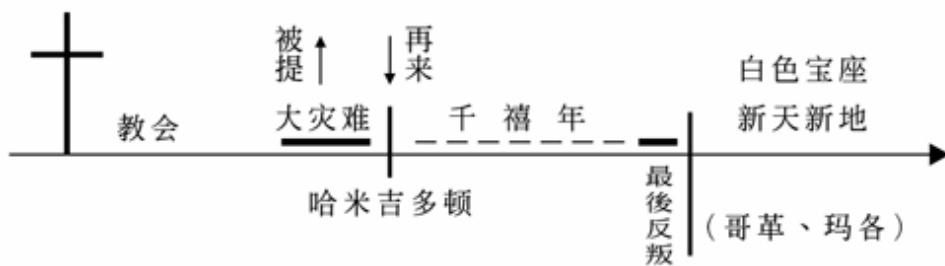 被提
再来
白色宝座
教会
大灾难
千禧年
新天新地
哈米吉多顿
最後反叛
(哥革、玛各)